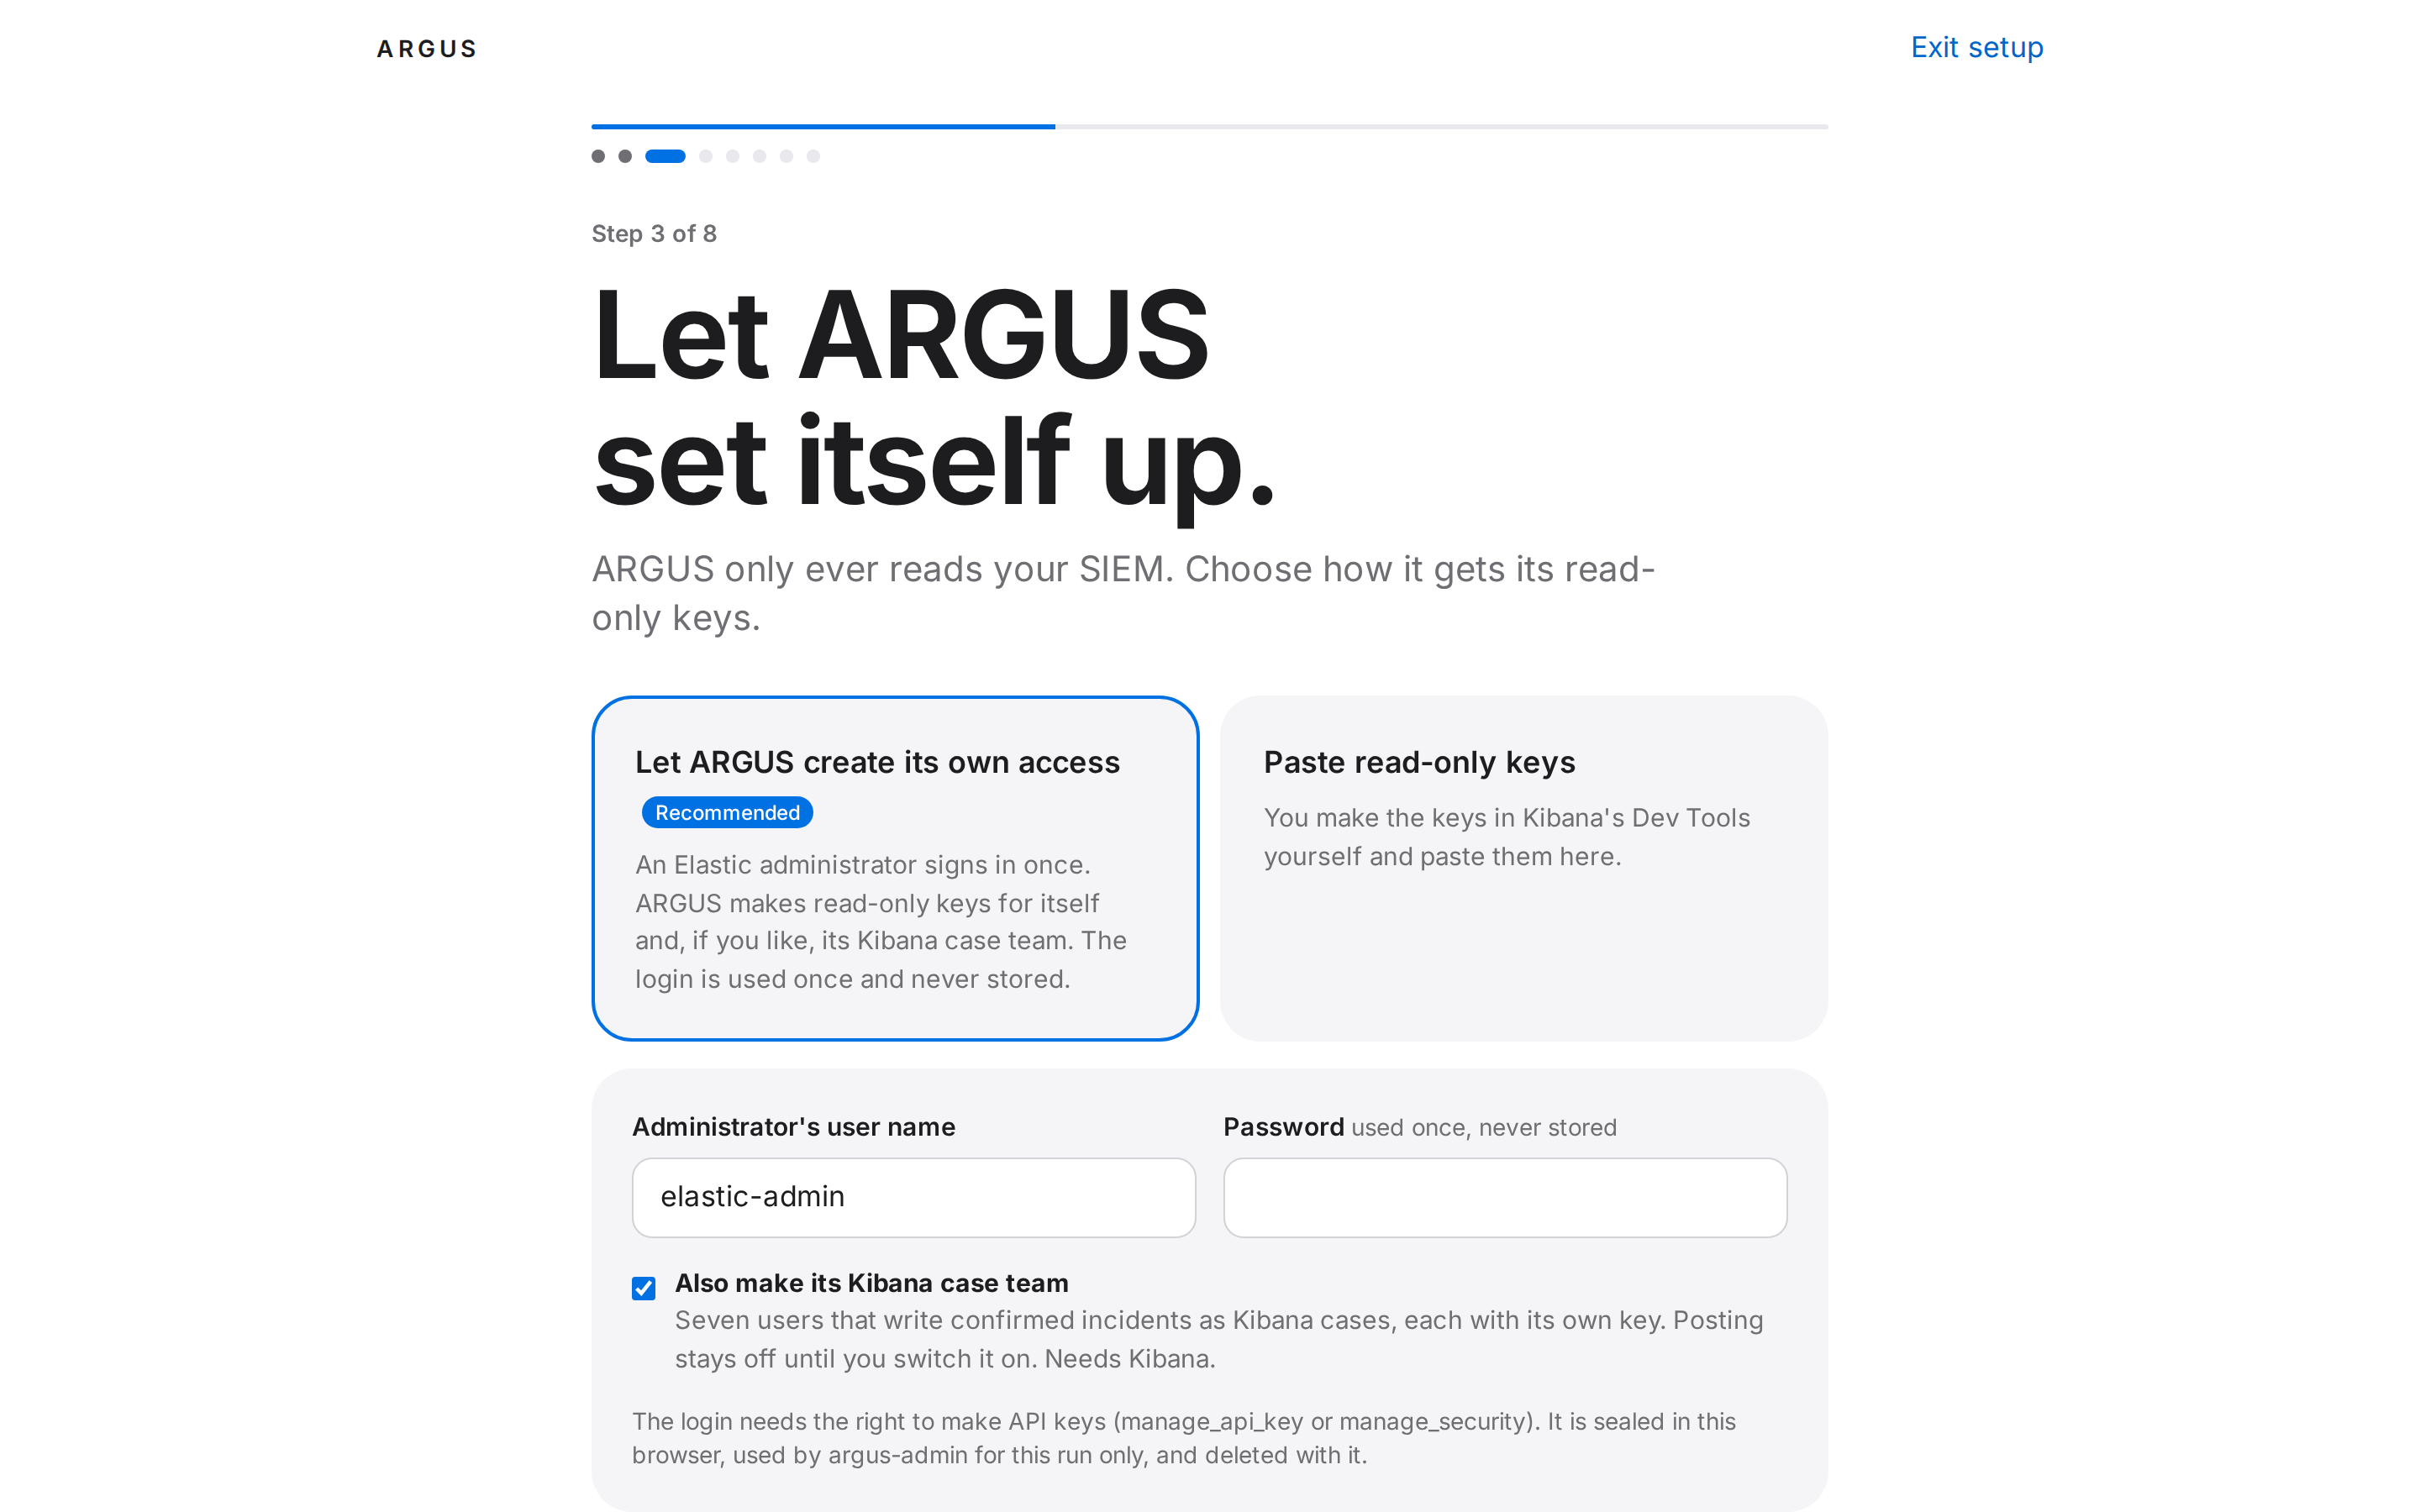 ARGUS
Exit setup
Step 3 of 8
Let ARGUS
set itself up.
ARGUS only ever reads your SIEM. Choose how it gets its read-
only keys.
Let ARGUS create its own access
Recommended
An Elastic administrator signs in once.
ARGUS makes read-only keys for itself
and, if you like, its Kibana case team. The
login is used once and never stored.
Paste read-only keys
You make the keys in Kibana's Dev Tools
yourself and paste them here.
Administrator's user name
Password used once, never stored
elastic-admin
Also make its Kibana case team
Seven users that write confirmed incidents as Kibana cases, each with its own key. Posting
stays off until you switch it on. Needs Kibana.
The login needs the right to make API keys (manage_api_key or manage_security). It is sealed in this
browser, used by argus-admin for this run only, and deleted with it.